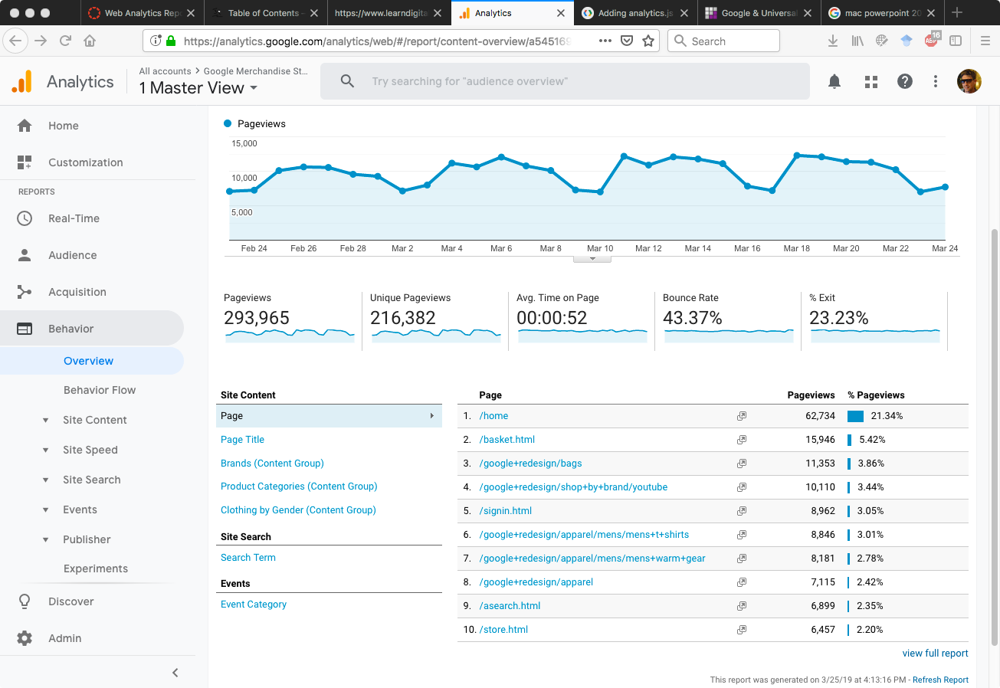 Web Analytics Rep
Table of Contents -
https://www.learndigita
Analytics
Adding analytics.js
Google & Universal
mac powerpoint 20
https://analytics.google.com/analytics/web/#/report/content-overview/a545169
Search
ABP
16
Analytics
All accounts > Google Merchandise St...
1 Master View
Try searching for "audience overview"
Home
Customization
REPORTS
Real-Time
Audience
Acquisition
Behavior
Overview
Behavior Flow
Site Content
Site Speed
Site Search
Events
Publisher
Experiments
Discover
Admin
Pageviews
15,000
10,000
5,000
Feb 24 Feb 26 Feb 28 Mar 2 Mar 4 Mar 6 Mar 8 Mar 10 Mar 12 Mar 14 Mar 16 Mar 18 Mar 20 Mar 22 Mar 24
Pageviews
293,965
Unique Pageviews
216,382
Avg. Time on Page
00:00:52
Bounce Rate
43.37%
% Exit
23.23%
Site Content
Page
Page Title
Brands (Content Group)
Product Categories (Content Group)
Clothing by Gender (Content Group)
Site Search
Search Term
Events
Event Category
Page Pageviews % Pageviews
1. /home 62,734 21.34%
2. /basket.html 15,946 5.42%
3. /google+redesign/bags 11,353 3.86%
4. /google+redesign/shop+by+brand/youtube 10,110 3.44%
5. /signin.html 8,962 3.05%
6. /google+redesign/apparel/mens/mens+t+shirts 8,846 3.01%
7. /google+redesign/apparel/mens/mens+warm+gear 8,181 2.78%
8. /google+redesign/apparel 7,115 2.42%
9. /asearch.html 6,899 2.35%
10. /store.html 6,457 2.20%
view full report
This report was generated on 3/25/19 at 4:13:16 PM - Refresh Report